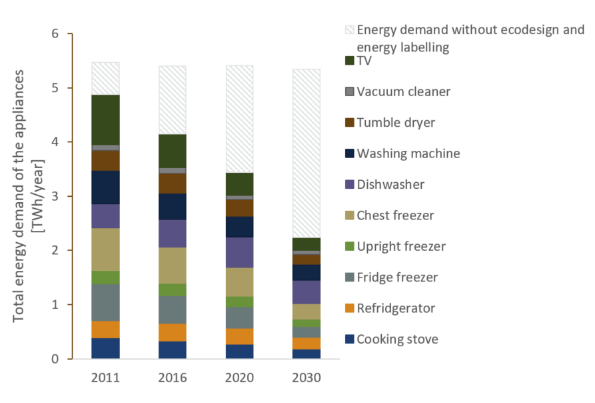 Total energy demand of the appliances
[TWh/year]
6
5
4
3
2
1
0
2011
2016
2020
2030
Energy demand without ecodesign and
energy labelling
TV
Vacuum cleaner
Tumble dryer
Washing machine
Dishwasher
Chest freezer
Upright freezer
Fridge freezer
Refridgerator
Cooking stove